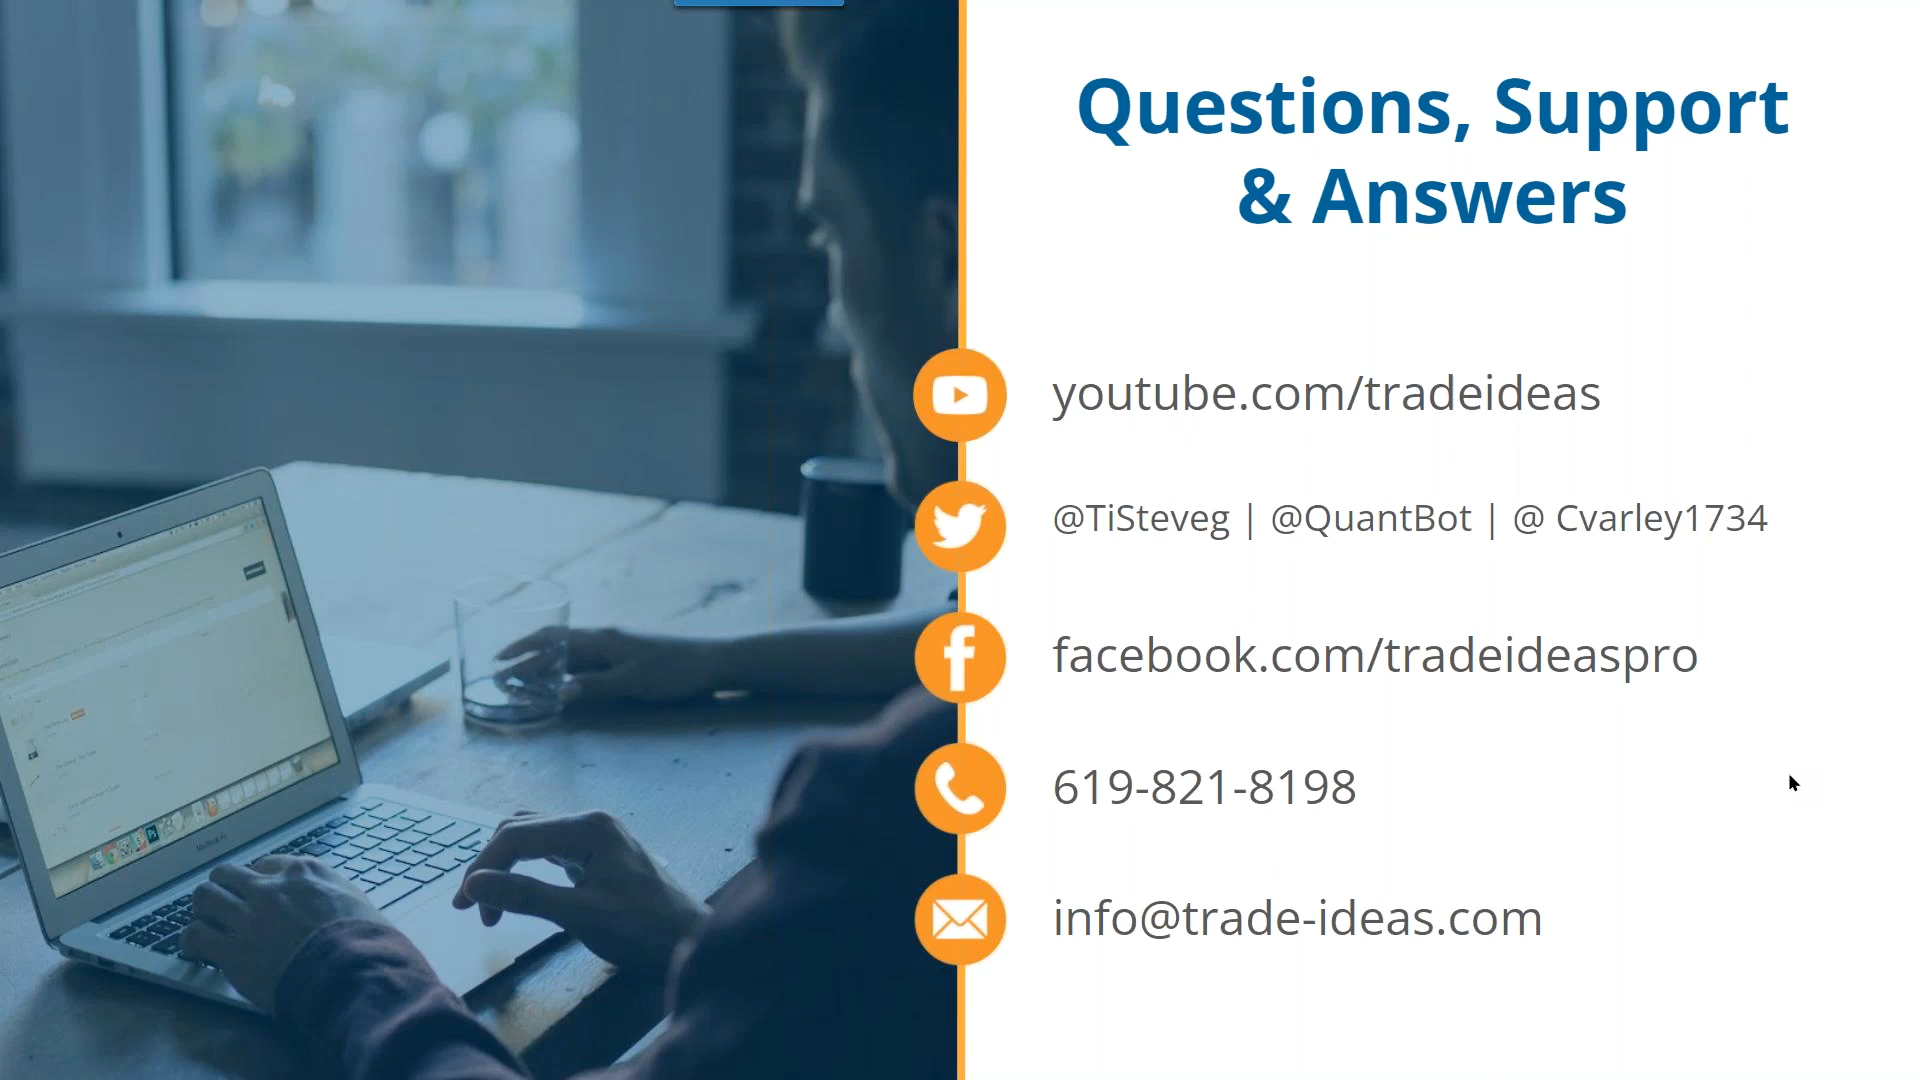 Questions, Support
& Answers
youtube.com/tradeideas
@TiSteveg | @QuantBot | @ Cvarley1734
facebook.com/tradeideaspro
619-821-8198
info@trade-ideas.com